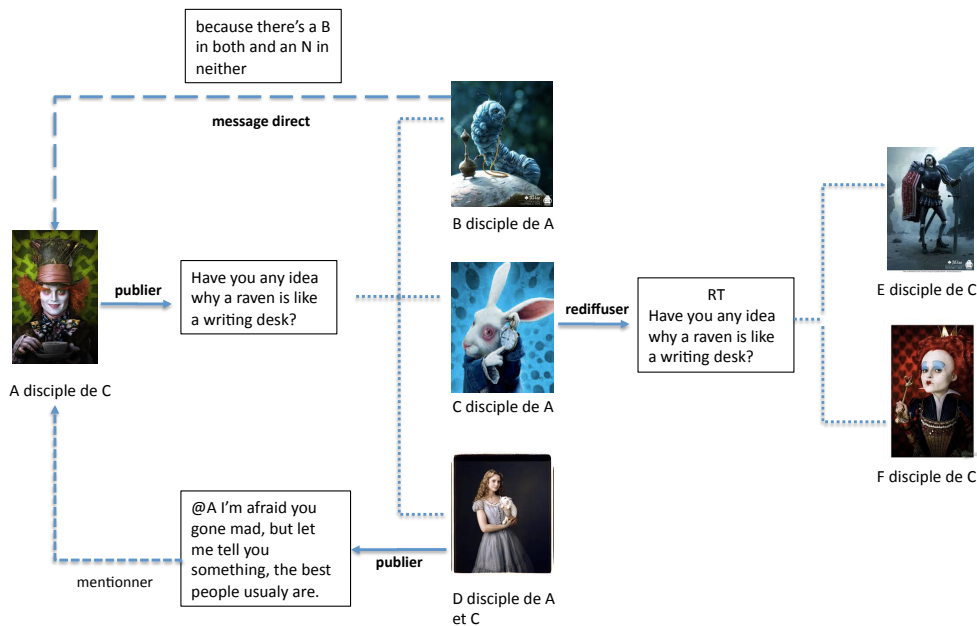 because there's a B
in both and an N in
neither
message direct
B disciple de A
publier
Have you any idea
why a raven is like
a writing desk?
A disciple de C
rediffuser
RT
Have you any idea
why a raven is like
a writing desk?
C disciple de A
E disciple de C
F disciple de C
@A I'm afraid you
gone mad, but let
me tell you
something, the best
people usualy are.
mentionner
publier
D disciple de A
et C